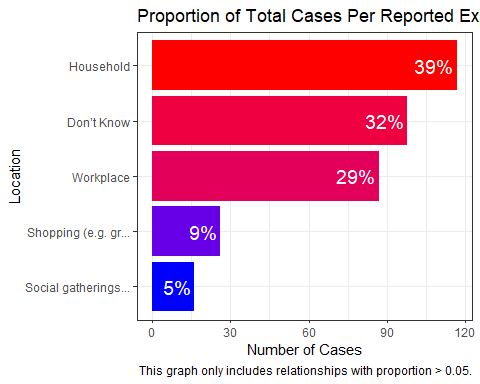 Proportion of Total Cases Per Reported Ex
Household
39%
Don't Know
32%
Workplace
29%
Shopping (e.g. gr...
9%
Social gatherings...
5%
Location
0 30 60 90 120
Number of Cases
This graph only includes relationships with proportion > 0.05.